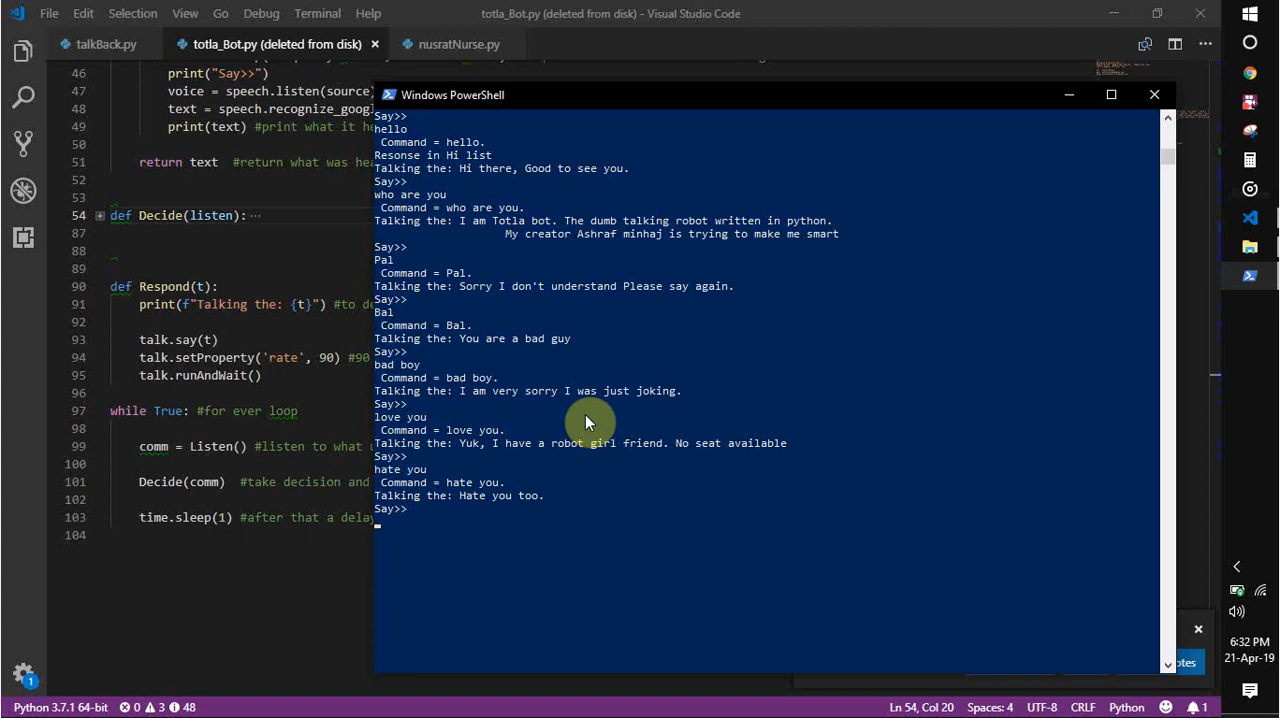 File Edit Selection View Go Debug Terminal Help totla_Bot.py (deleted from disk) - Visual Studio Code
talkBack.py totla_Bot.py (deleted from disk) nusratNurse.py
46 print("Say>>")
47 voice = speech.listen(source)
48 text = speech.recognize_goog
49 print(text) #print what it he
50
51 return text #return what was hea
52
53
54 def Decide(listen): ...
87
88
89
90 def Respond(t):
91 print(f"Talking the: {t}") #to de
92
93 talk.say(t)
94 talk.setProperty('rate', 90) #90
95 talk.runAndWait()
96
97 while True: #for ever loop
98
99 comm = Listen() #listen to what u
100
101 Decide(comm) #take decision and
102
103 time.sleep(1) #after that a delay
104
Windows PowerShell
Say>>
hello
Command = hello.
Resonse in Hi list
Talking the: Hi there, Good to see you.
Say>>
who are you
Command = who are you.
Talking the: I am Totla bot. The dumb talking robot written in python.
My creator Ashraf minhaj is trying to make me smart
Say>>
Pal
Command = Pal.
Talking the: Sorry I don't understand Please say again.
Say>>
Bal
Command = Bal.
Talking the: You are a bad guy
Say>>
bad boy
Command = bad boy.
Talking the: I am very sorry I was just joking.
Say>>
love you
Command = love you.
Talking the: Yuk, I have a robot girl friend. No seat available
Say>>
hate you
Command = hate you.
Talking the: Hate you too.
Say>>
otes
6:32 PM
21-Apr-19
1
Python 3.7.1 64-bit 0 3 48 Ln 54, Col 20 Spaces: 4 UTF-8 CRLF Python 1